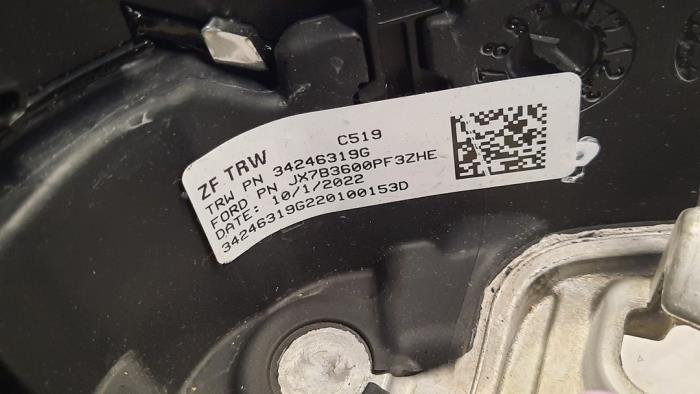 C519
ZF TRW
TRW PN 34246319G
FORD PN JX7B3600PF3ZHE
DATE: 10/1/2022
34246319G220100153D